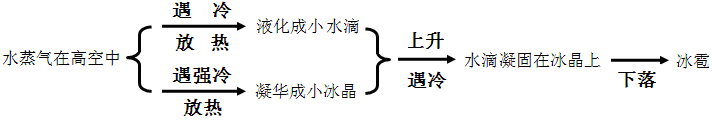 水蒸气在高空中
遇 冷
放 热
液化成小水滴
遇强冷
放热
凝华成小冰晶
上升
遇冷
水滴凝固在冰晶上
下落
冰雹